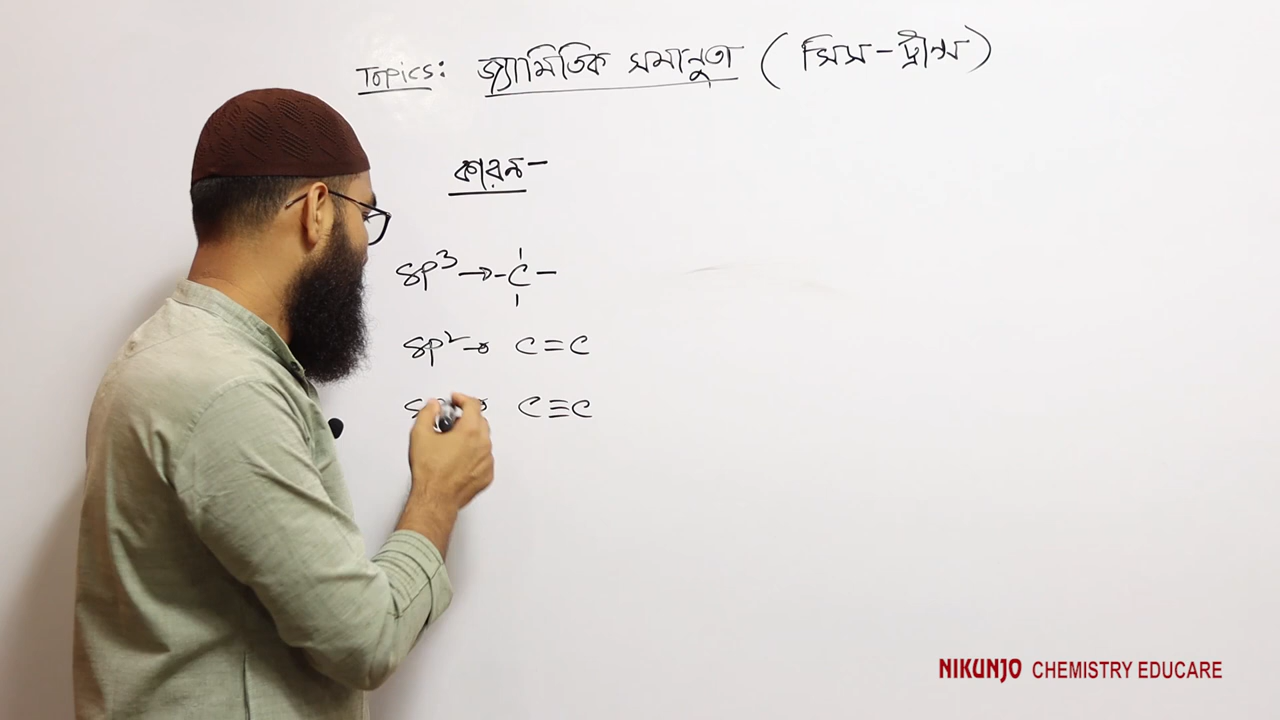 Topics: জ্যামিতিক সমানুতা (সিস-ট্রান্স)
কারন-
sp³ → -C-
sp² → C=C
C≡C
NIKUNJO CHEMISTRY EDUCARE